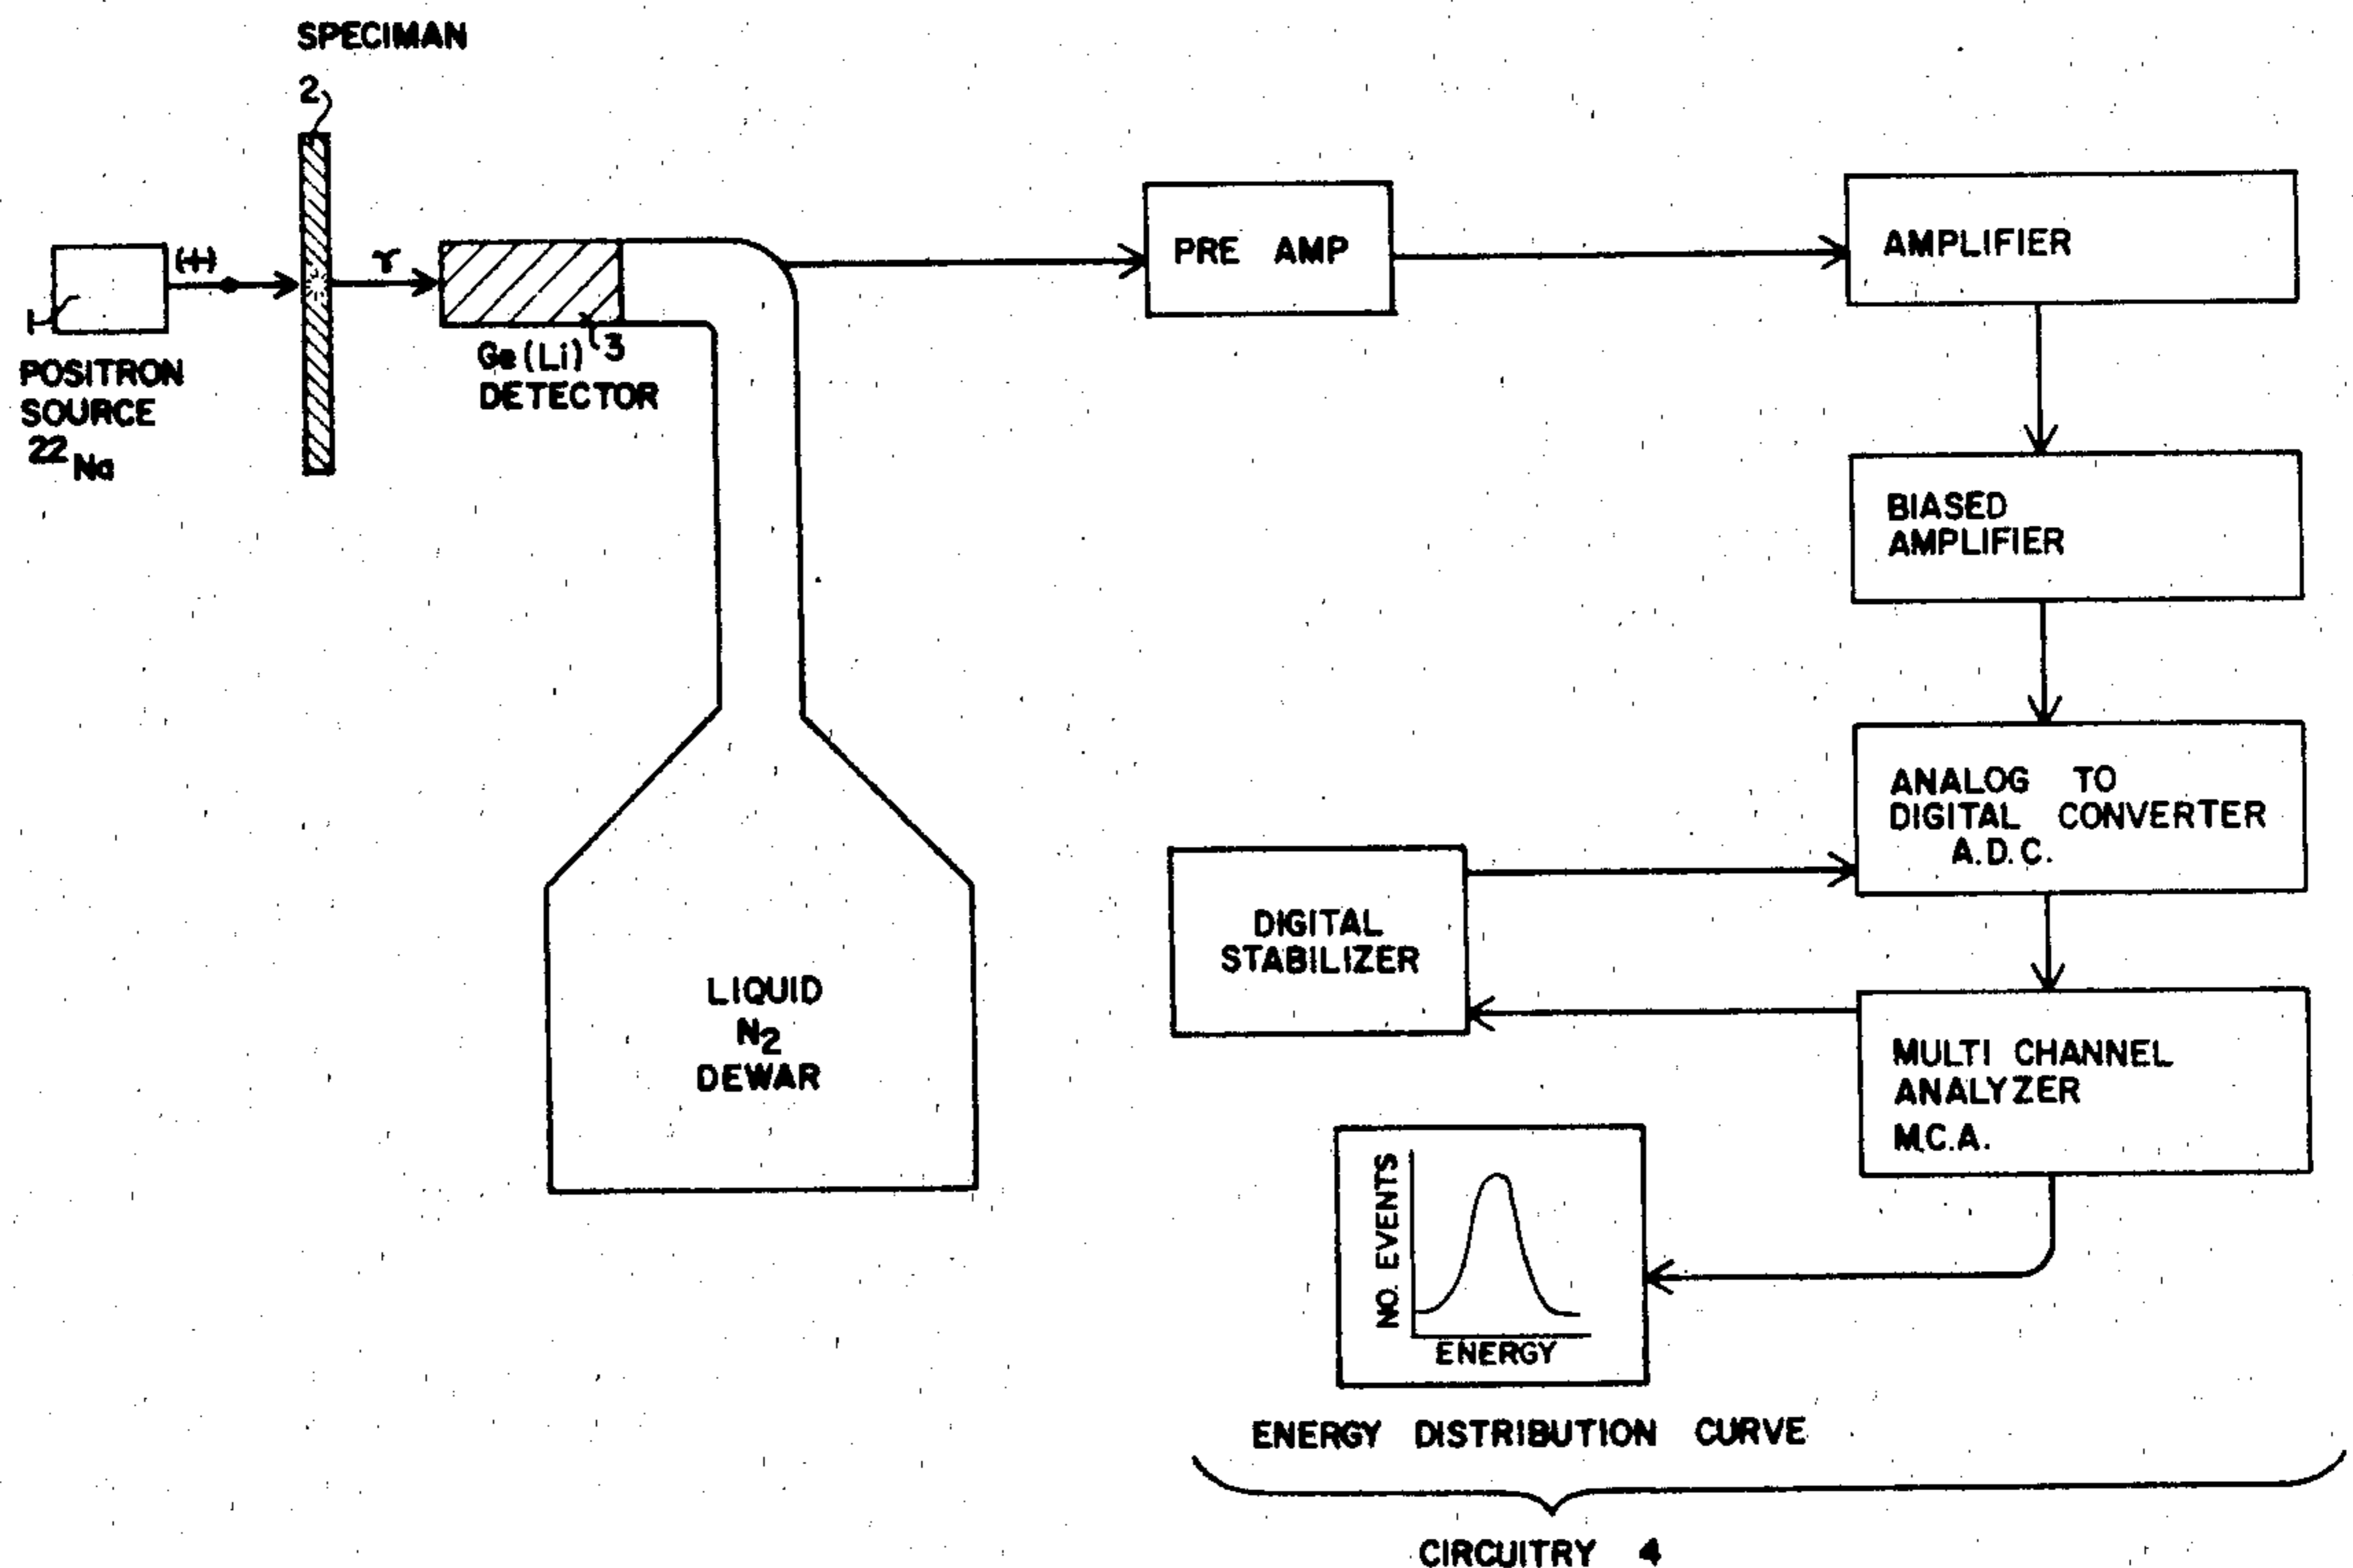 SPECIMAN
2
(+)
γ
1
POSITRON
SOURCE
22Na
Ge(Li) 3
DETECTOR
LIQUID
N2
DEWAR
PRE AMP
AMPLIFIER
BIASED
AMPLIFIER
ANALOG TO
DIGITAL CONVERTER
A.D.C.
DIGITAL
STABILIZER
MULTI CHANNEL
ANALYZER
M.C.A.
NO. EVENTS
ENERGY
ENERGY DISTRIBUTION CURVE
CIRCUITRY 4